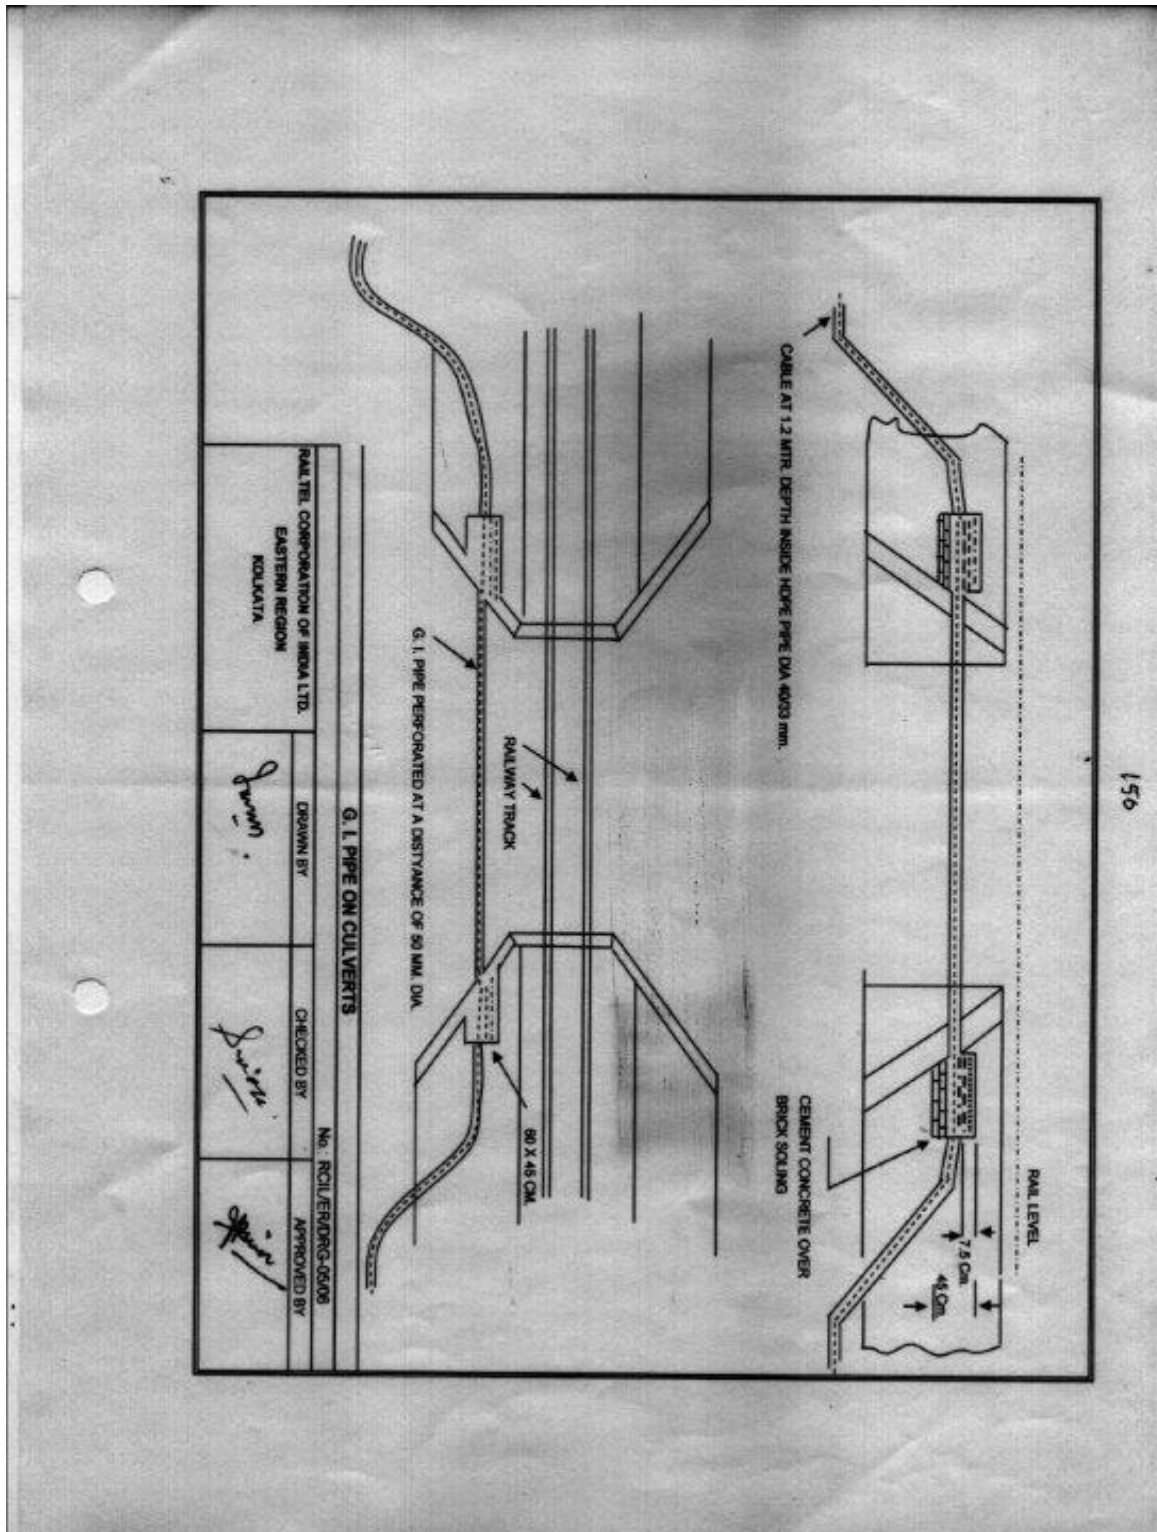 156
RAIL LEVEL
7.5 Cm.
45 Cm.
CEMENT CONCRETE OVER
BRICK SOLING
CABLE AT 1.2 MTR. DEPTH INSIDE HDPE PIPE DIA 40/33 mm.
RAILWAY TRACK
60 X 45 CM.
G. I. PIPE PERFORATED AT A DISTYANCE OF 50 MM. DIA.
G. I. PIPE ON CULVERTS
No.: RCIL/ER/DRG-05/06
RAILTEL CORPORATION OF INDIA LTD.
EASTERN REGION
KOLKATA
DRAWN BY
CHECKED BY
APPROVED BY